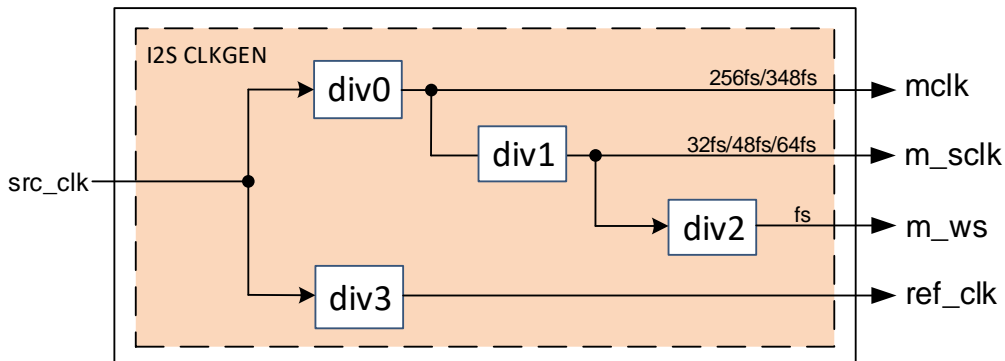 I2S CLKGEN
div0
256fs/348fs
mclk
div1
32fs/48fs/64fs
m_sclk
src_clk
div2
fs
m_ws
div3
ref_clk